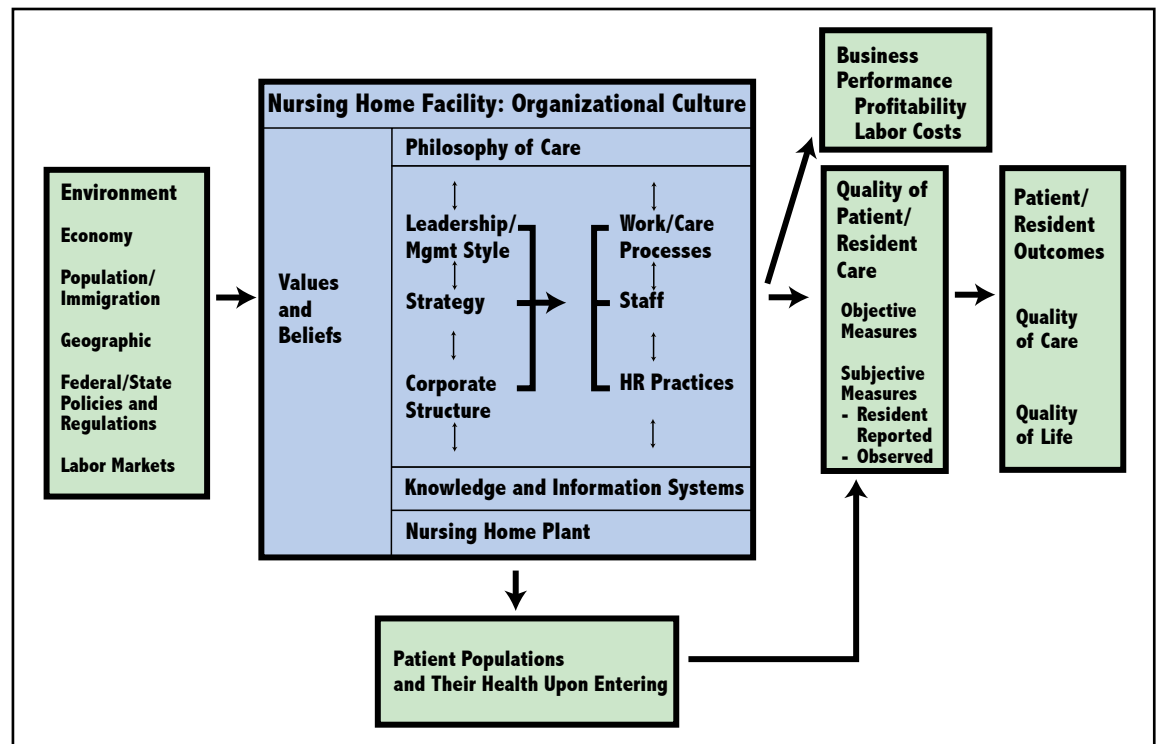 Environment
Economy
Population/
Immigration
Geographic
Federal/State
Policies and
Regulations
Labor Markets
Nursing Home Facility: Organizational Culture
Values
and
Beliefs
Philosophy of Care
Leadership/
Mgmt Style
Strategy
Corporate
Structure
Work/Care
Processes
Staff
HR Practices
Knowledge and Information Systems
Nursing Home Plant
Patient Populations
and Their Health Upon Entering
Business
Performance
Profitability
Labor Costs
Quality of
Patient/
Resident
Care
Objective
Measures
Subjective
Measures
- Resident
Reported
- Observed
Patient/
Resident
Outcomes
Quality
of Care
Quality
of Life